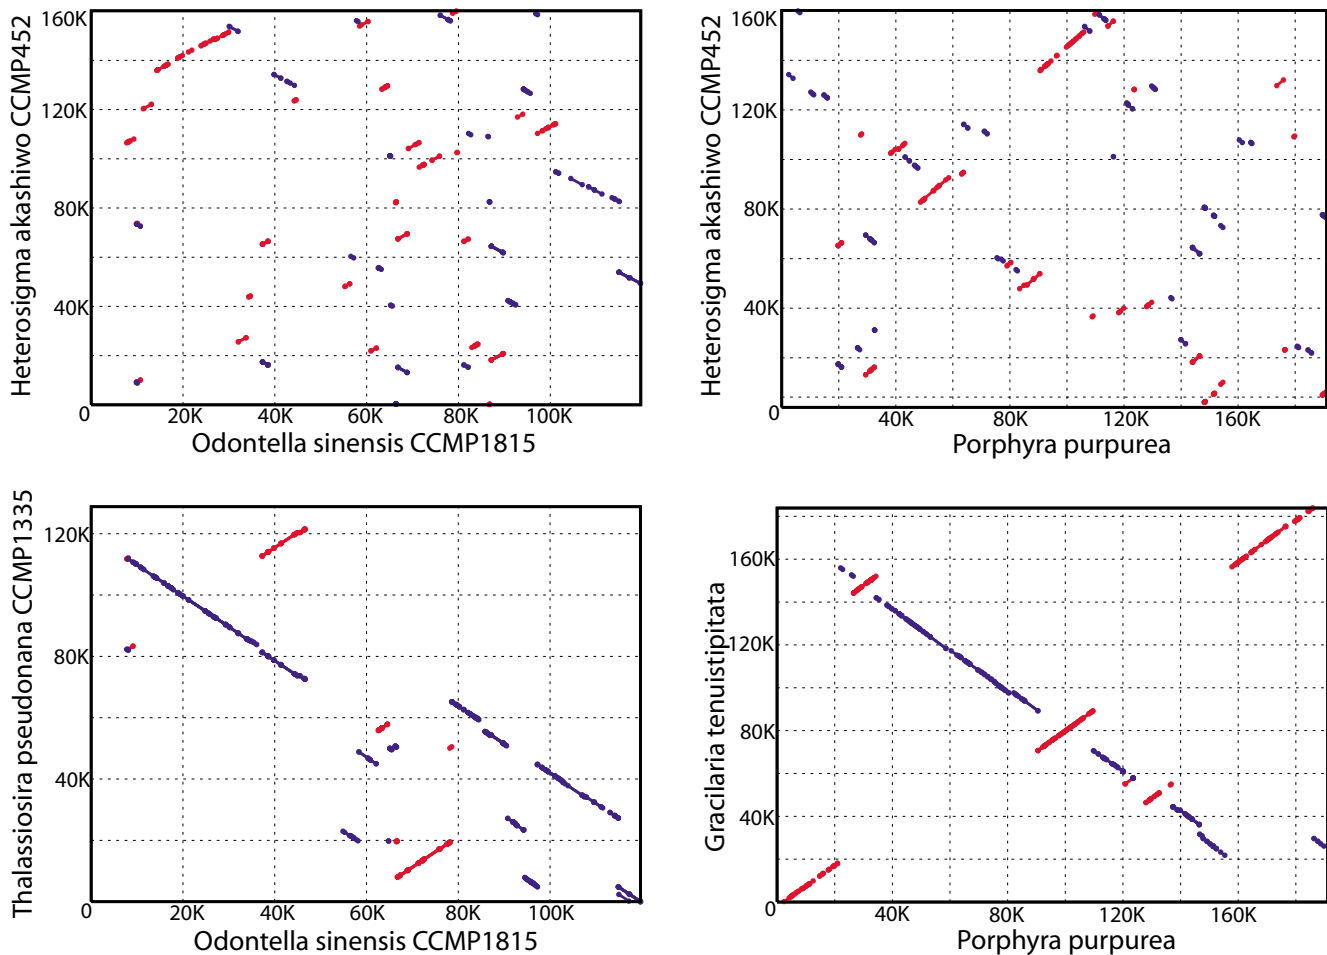 Heterosigma akashiwo CCMP452
160K
120K
80K
40K
0
20K
40K
60K
80K
100K
Odontella sinensis CCMP1815
Heterosigma akashiwo CCMP452
160K
120K
80K
40K
0
40K
80K
120K
160K
Porphyra purpurea
Thalassiosira pseudonana CCMP1335
120K
80K
40K
0
0
20K
40K
60K
80K
100K
Odontella sinensis CCMP1815
Gracilaria tenuistipitata
160K
120K
80K
40K
0
40K
80K
120K
160K
Porphyra purpurea